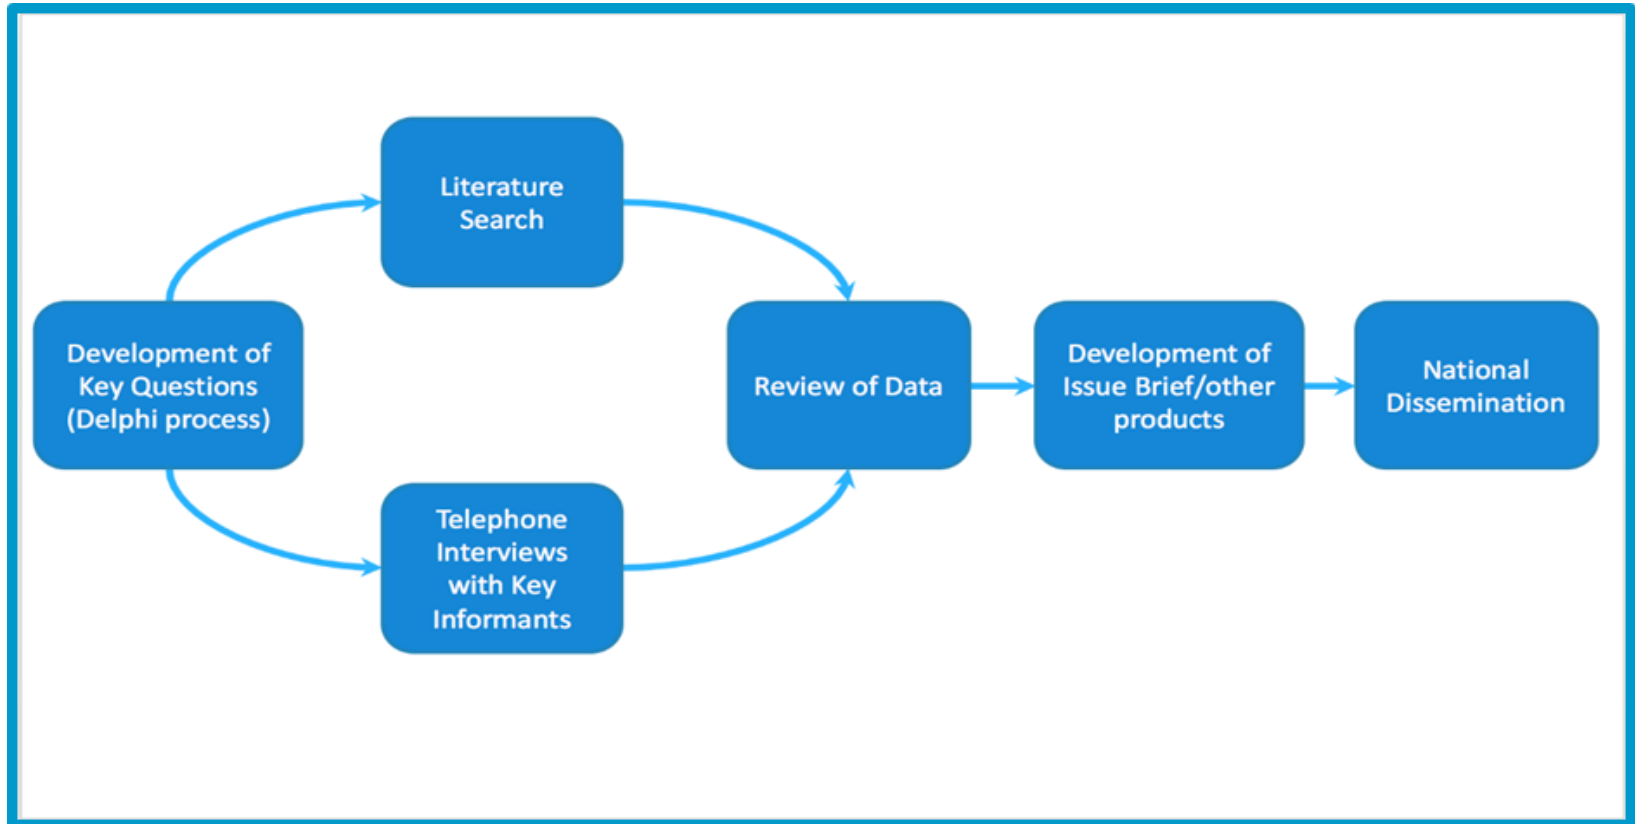 Literature
Search
Development of
Key Questions
(Delphi process)
Telephone
Interviews
with Key
Informants
Review of Data
Development of
Issue Brief/other
products
National
Dissemination